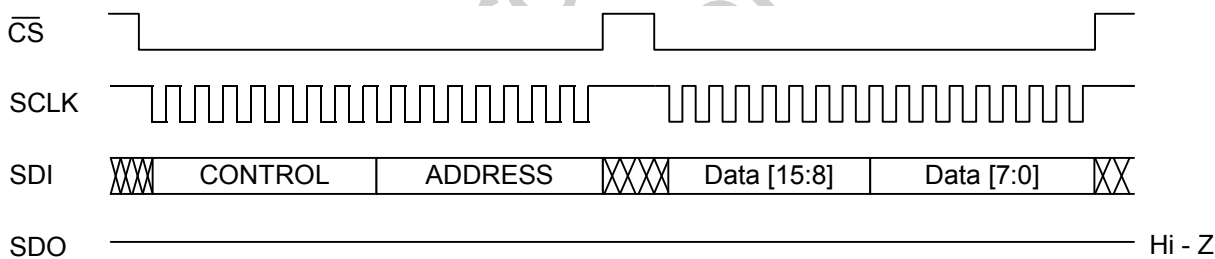 CS
SCLK
SDI CONTROL ADDRESS Data [15:8] Data [7:0]
SDO Hi - Z